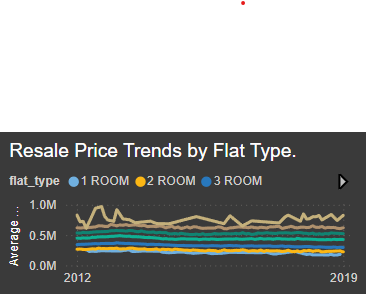 Resale Price Trends by Flat Type.
flat_type 1 ROOM 2 ROOM 3 ROOM
Average ...
1.0M
0.5M
0.0M
2012 2019